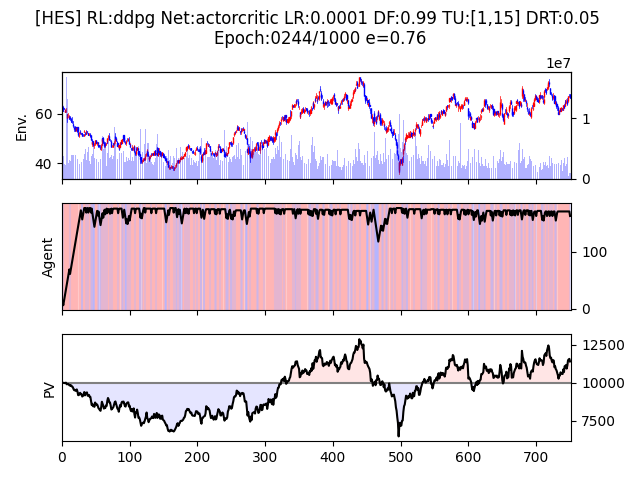 [HES] RL:ddpg Net:actorcritic LR:0.0001 DF:0.99 TU:[1,15] DRT:0.05
Epoch:0244/1000 e=0.76
1e7
Env.
60
40
1
0
Agent
100
0
PV
12500
10000
7500
0 100 200 300 400 500 600 700